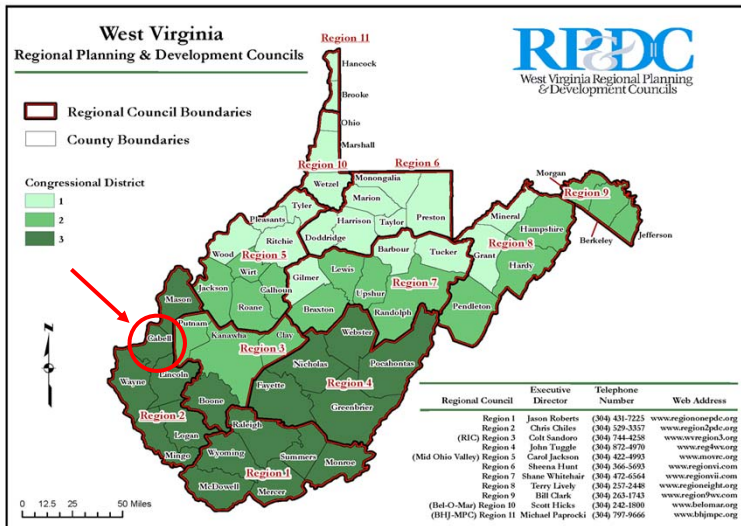 West Virginia
Regional Planning & Development Councils
RP&DC
West Virginia Regional Planning
& Development Councils
Regional Council Boundaries
County Boundaries
Congressional District
1
2
3
Region 11
Hancock
Brooke
Ohio
Marshall
Region 10
Region 6
Wetzel
Monongalia
Marion
Preston
Taylor
Harrison
Doddridge
Tyler
Pleasants
Ritchie
Wood
Region 5
Wirt
Jackson
Calhoun
Roane
Morgan
Region 9
Berkeley
Jefferson
Mineral
Hampshire
Region 8
Grant
Hardy
Pendleton
Barbour
Tucker
Lewis
Gilmer
Upshur
Region 7
Braxton
Randolph
Mason
Putnam
Cabell
Kanawha
Clay
Region 3
Webster
Pocahontas
Nicholas
Wayne
Lincoln
Boone
Fayette
Region 4
Greenbrier
Region 2
Logan
Raleigh
Mingo
Wyoming
Summers
Region 1
Monroe
McDowell
Mercer
N
0 12.5 25 50 Miles
Regional Council Executive Director Telephone Number Web Address
Region 1 Jason Roberts (304) 431-7225 www.regiononepdc.org
Region 2 Chris Chiles (304) 529-3357 www.region2pdc.org
(RIC) Region 3 Colt Sandoro (304) 744-4258 www.wvregion3.org
Region 4 John Tuggle (304) 872-4970 www.reg4wv.org
(Mid Ohio Valley) Region 5 Carol Jackson (304) 422-4993 www.movrc.org
Region 6 Sheena Hunt (304) 366-5693 www.regionvi.com
Region 7 Shane Whitehair (304) 472-6564 www.regionvii.com
Region 8 Terry Lively (304) 257-2448 www.regioneight.org
Region 9 Bill Clark (304) 263-1743 www.region9wv.com
(Bel-O-Mar) Region 10 Scott Hicks (304) 242-1800 www.belomar.org
(BHJ-MPC) Region 11 Michael Paprocki (304) 797-9666 www.bhjmpc.org